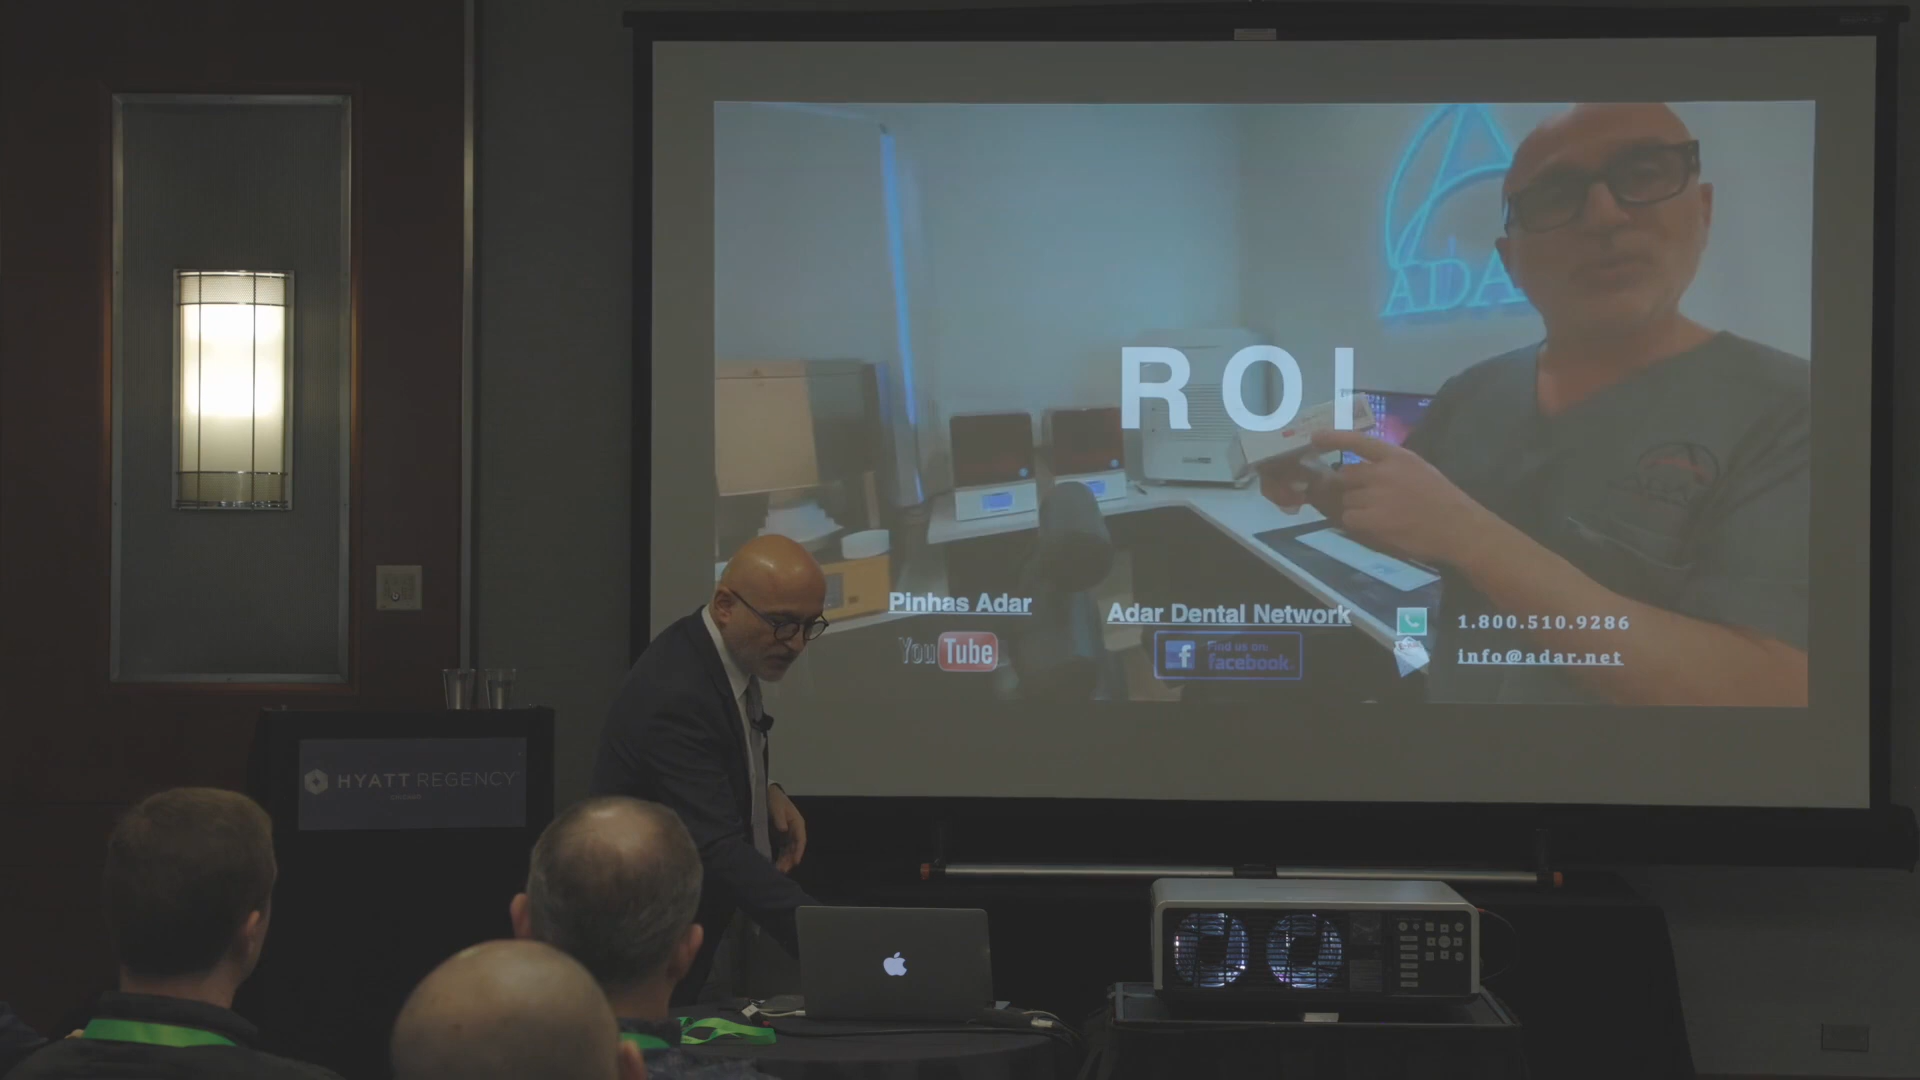 ADA
R O I
Pinhas Adar
YouTube
Adar Dental Network
Find us on:
facebook.
1.800.510.9286
info@adar.net
HYATT REGENCY